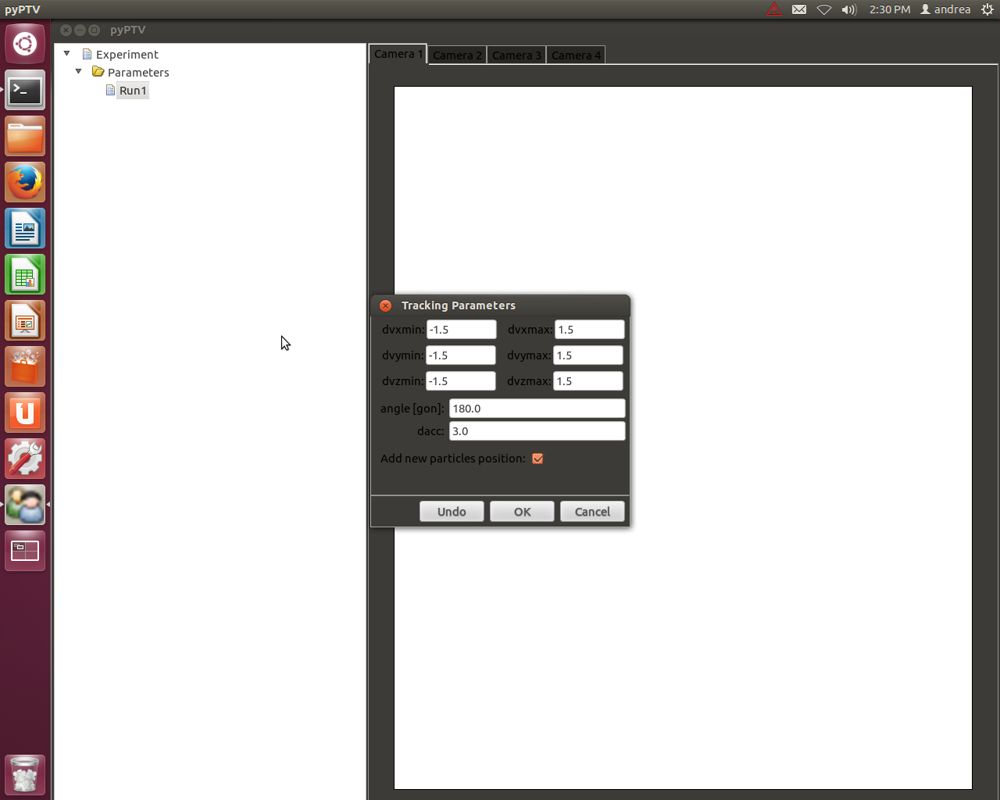 pyPTV
2:30 PM andrea
pyPTV
Experiment
Parameters
Run1
Camera 1 Camera 2 Camera 3 Camera 4
Tracking Parameters
dvxmin: -1.5 dvxmax: 1.5
dvymin: -1.5 dvymax: 1.5
dvzmin: -1.5 dvzmax: 1.5
angle [gon]: 180.0
dacc: 3.0
Add new particles position:
Undo OK Cancel